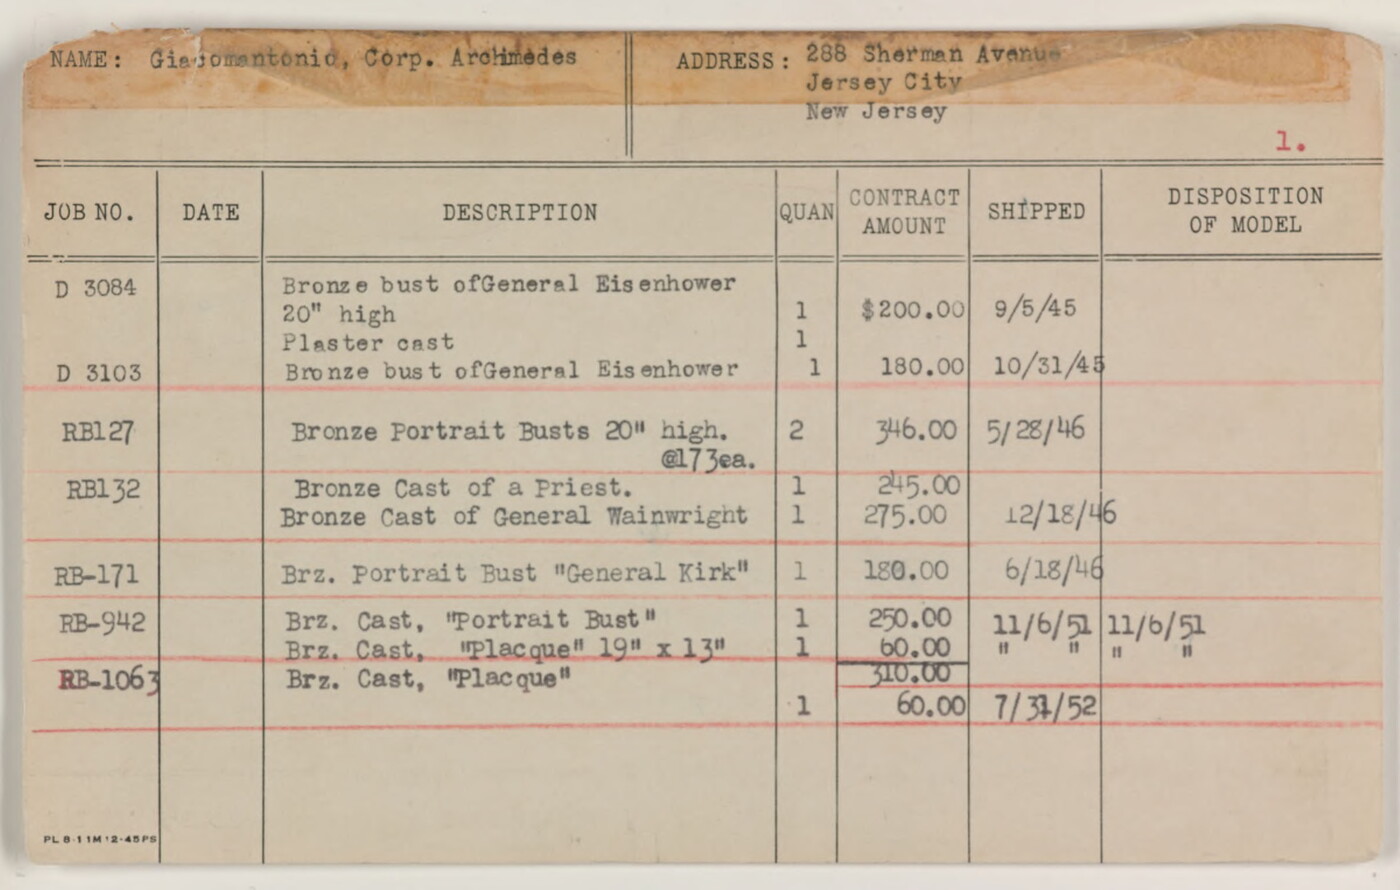 NAME: Giacomantonio, Corp. Archimedes
ADDRESS: 288 Sherman Avenue
Jersey City
New Jersey
1.
JOB NO. DATE DESCRIPTION QUAN CONTRACT AMOUNT SHIPPED DISPOSITION OF MODEL
D 3084 Bronze bust ofGeneral Eisenhower
20" high 1 $200.00 9/5/45
Plaster cast 1
D 3103 Bronze bust ofGeneral Eisenhower 1 180.00 10/31/45
RB127 Bronze Portrait Busts 20" high. 2 346.00 5/28/46
@173ea.
RB132 Bronze Cast of a Priest. 1 245.00
Bronze Cast of General Wainwright 1 275.00 12/18/46
RB-171 Brz. Portrait Bust "General Kirk" 1 180.00 6/18/46
RB-942 Brz. Cast, "Portrait Bust" 1 250.00 11/6/51 11/6/51
Brz. Cast, "Placque" 19" x 13" 1 60.00 " " " "
RB-1063 Brz. Cast, "Placque" 310.00
1 60.00 7/31/52